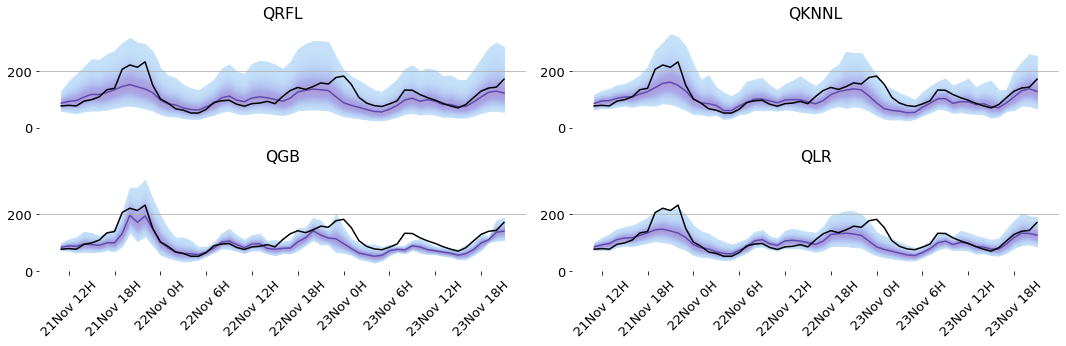 QRFL
QKNNL
200
0
200
0
QGB
QLR
200
0
200
0
21Nov 12H
21Nov 18H
22Nov 0H
22Nov 6H
22Nov 12H
22Nov 18H
23Nov 0H
23Nov 6H
23Nov 12H
23Nov 18H
21Nov 12H
21Nov 18H
22Nov 0H
22Nov 6H
22Nov 12H
22Nov 18H
23Nov 0H
23Nov 6H
23Nov 12H
23Nov 18H